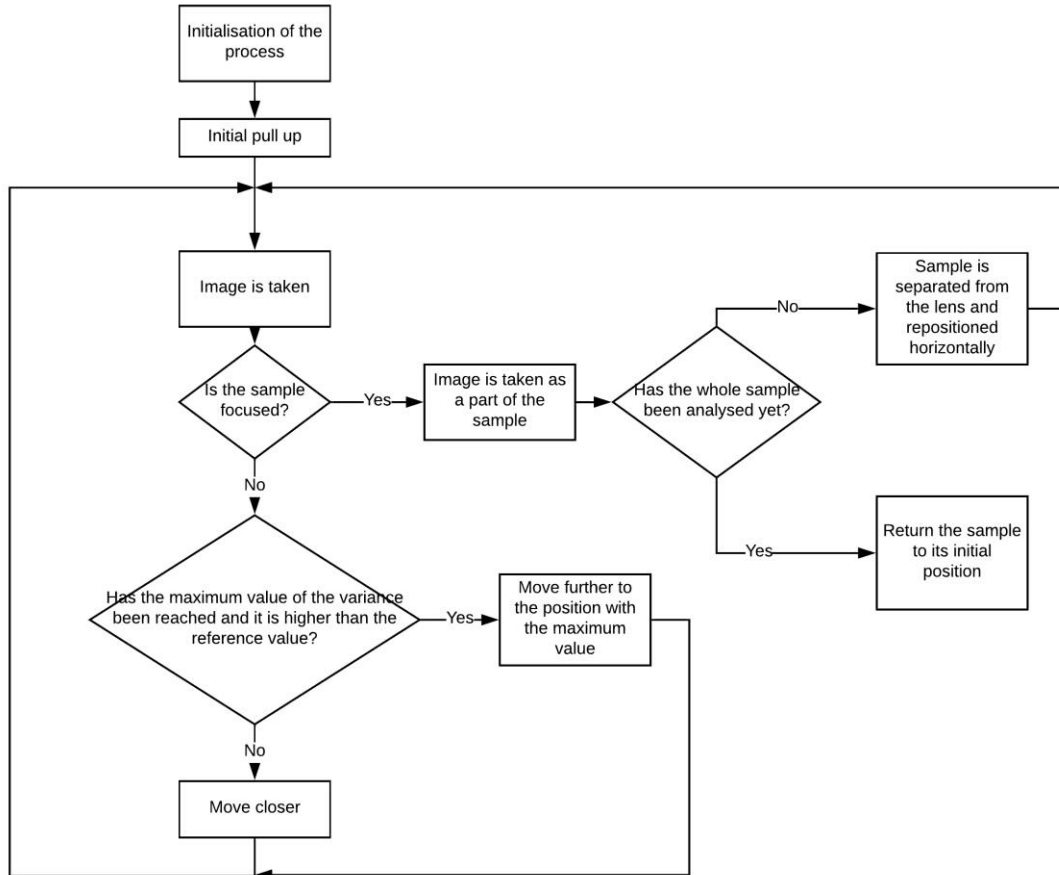 Initialisation of the
process
Initial pull up
Image is taken
Is the sample
focused?
Yes
Image is taken as
a part of the
sample
Has the whole sample
been analysed yet?
No
Sample is
separated from
the lens and
repositioned
horizontally
Yes
Return the sample
to its initial
position
No
Has the maximum value of the variance
been reached and it is higher than the
reference value?
Yes
Move further to
the position with
the maximum
value
No
Move closer